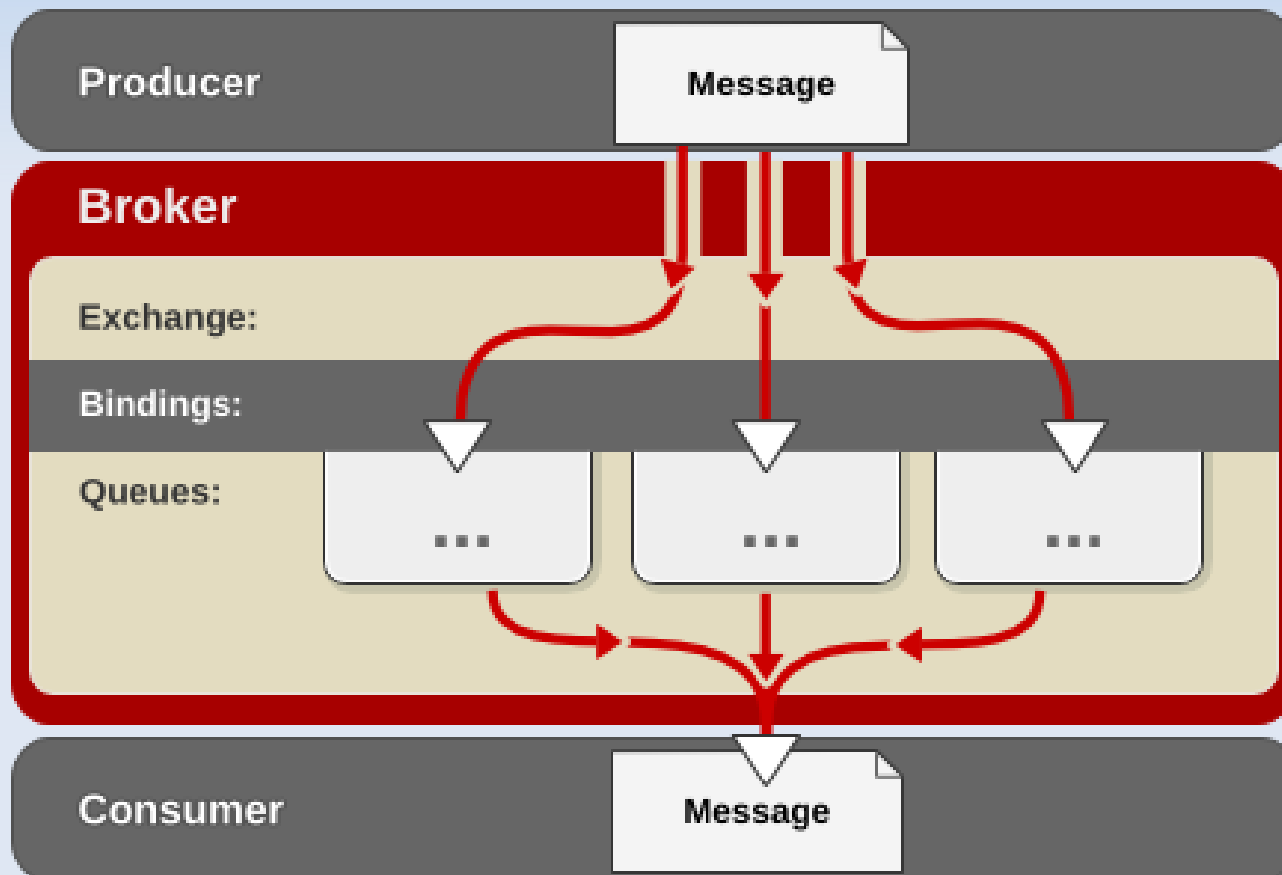 Producer
Message
Broker
Exchange:
Bindings:
Queues:
... ... ...
Consumer
Message